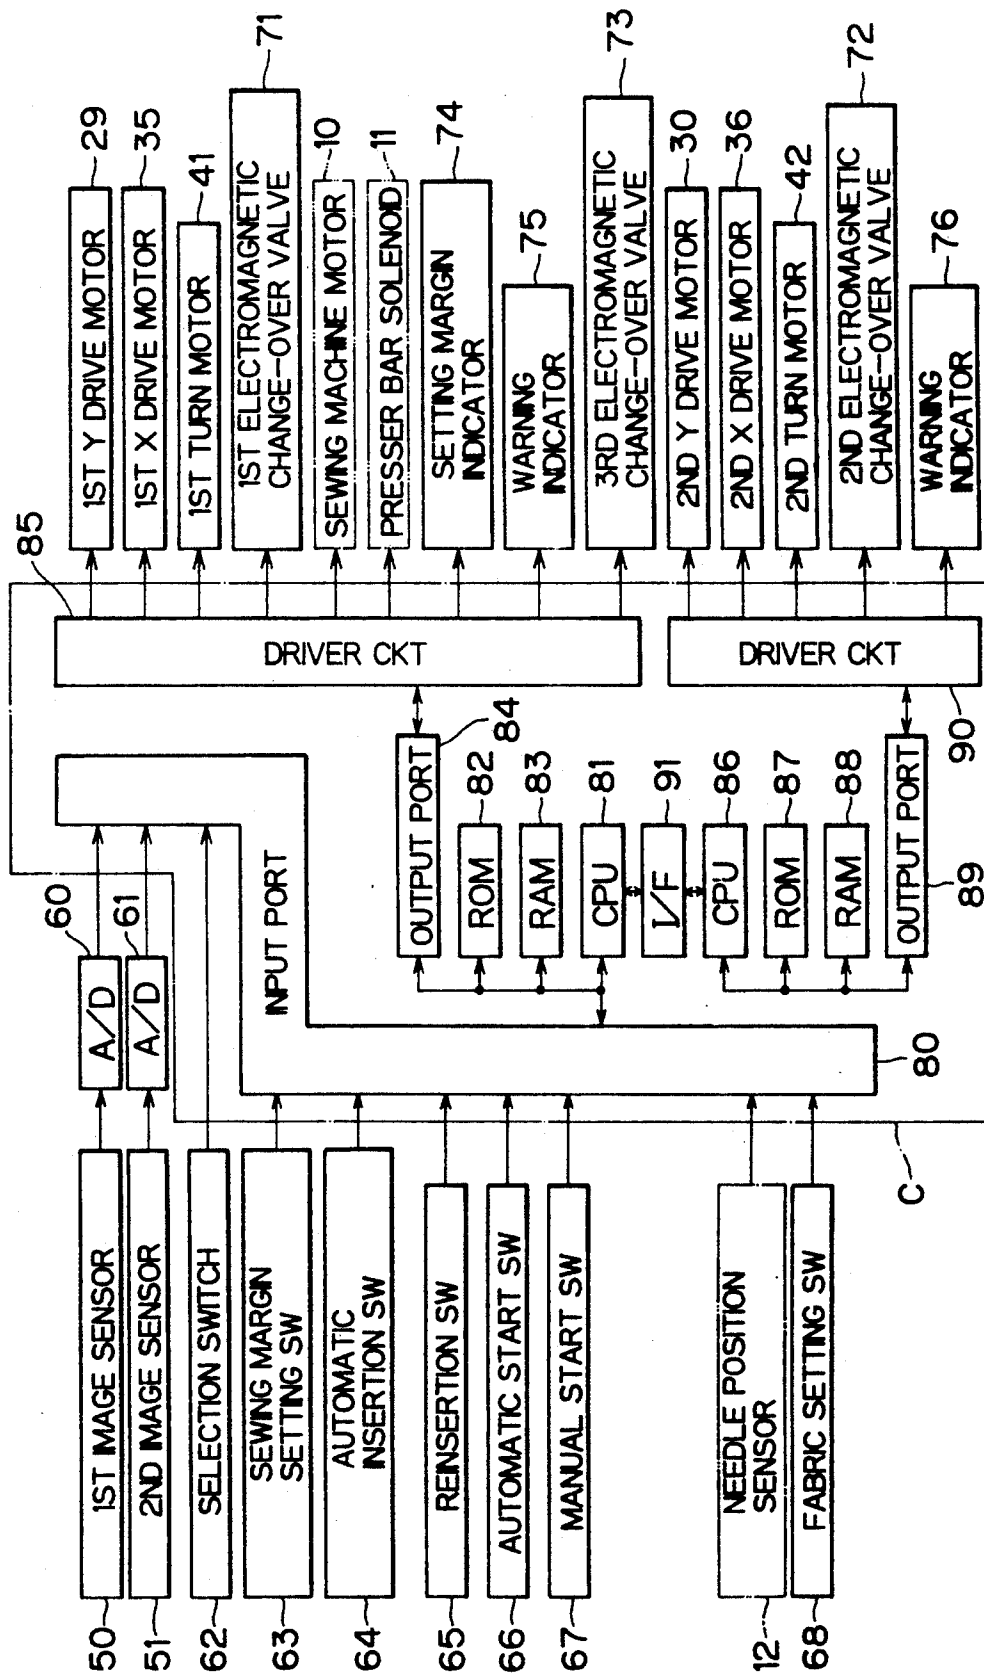 50
1ST IMAGE SENSOR
A/D
60
51
2ND IMAGE SENSOR
A/D
61
62
SELECTION SWITCH
63
SEWING MARGIN
SETTING SW
64
AUTOMATIC
INSERTION SW
65
REINSERTION SW
66
AUTOMATIC START SW
67
MANUAL START SW
12
NEEDLE POSITION
SENSOR
68
FABRIC SETTING SW
C
INPUT PORT
80
OUTPUT PORT
84
ROM
82
RAM
83
CPU
81
I/F
91
CPU
86
ROM
87
RAM
88
OUTPUT PORT
89
DRIVER CKT
85
DRIVER CKT
90
1ST Y DRIVE MOTOR
29
1ST X DRIVE MOTOR
35
1ST TURN MOTOR
41
1ST ELECTROMAGNETIC
CHANGE-OVER VALVE
71
SEWING MACHINE MOTOR
10
PRESSER BAR SOLENOID
11
SETTING MARGIN
INDICATOR
74
WARNING
INDICATOR
75
3RD ELECTROMAGNETIC
CHANGE-OVER VALVE
73
2ND Y DRIVE MOTOR
30
2ND X DRIVE MOTOR
36
2ND TURN MOTOR
42
2ND ELECTROMAGNETIC
CHANGE-OVER VALVE
72
WARNING
INDICATOR
76